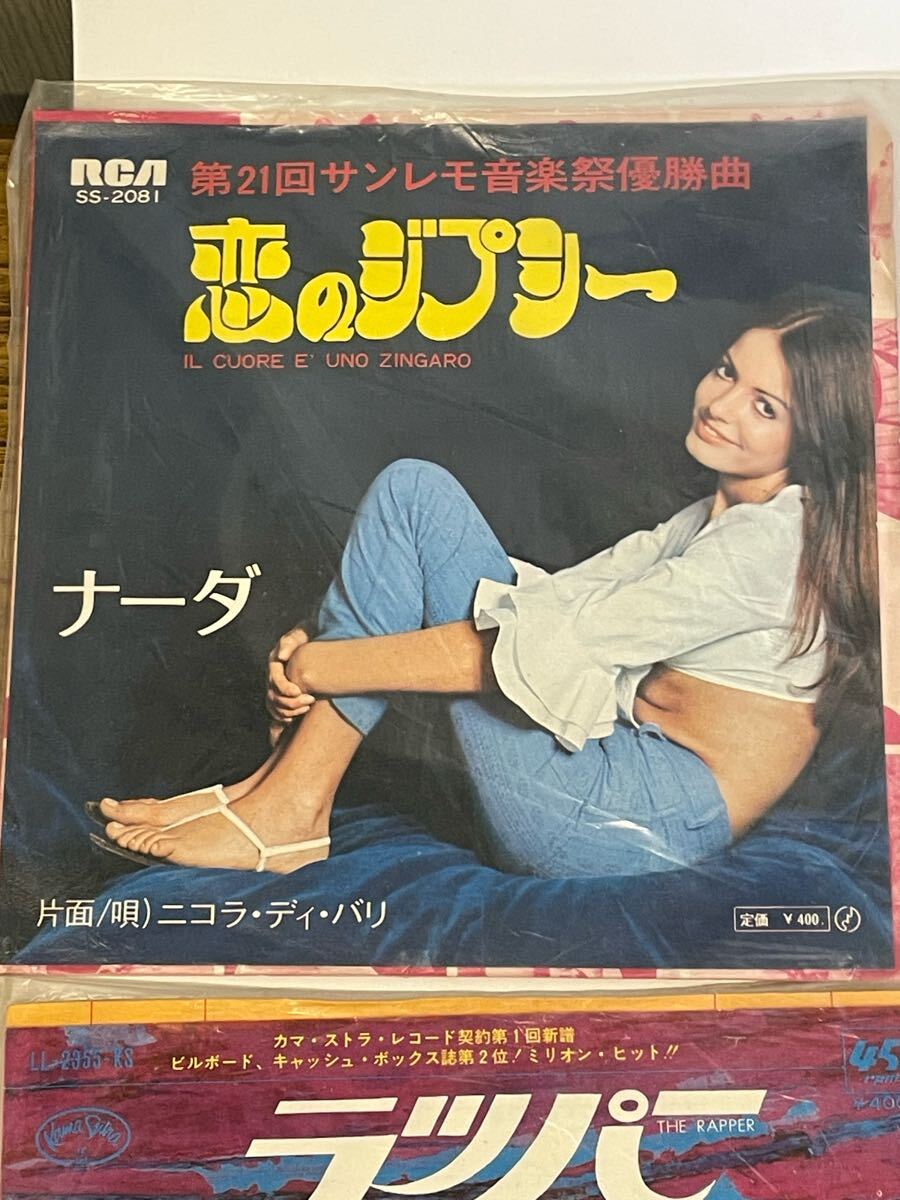 RCA
SS-2081
第21回サンレモ音楽祭優勝曲
恋のジプシー
IL CUORE E' UNO ZINGARO
ナーダ
片面/唄)ニコラ・ディ・バリ
定価 ¥400.
カマ・ストラ・レコード契約第1回新譜
ビルボード、キャッシュ・ボックス誌第2位!ミリオン・ヒット!!
LL-2355-KS
45
¥400
Kama Sutra
ラッパー
THE RAPPER